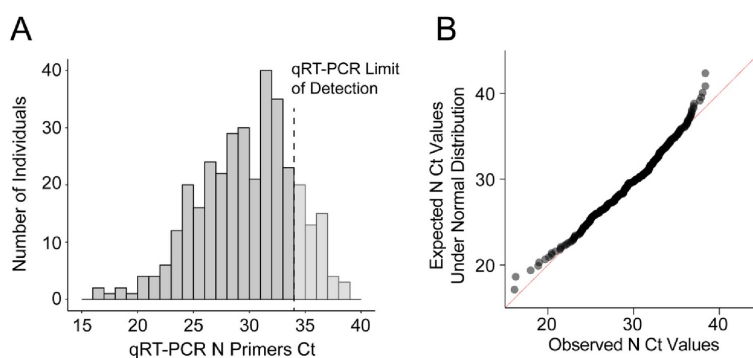 A
qRT-PCR Limit
of Detection
Number of Individuals
40
30
20
10
0
15 20 25 30 35 40
qRT-PCR N Primers Ct
B
Expected N Ct Values
Under Normal Distribution
40
30
20
20 30 40
Observed N Ct Values